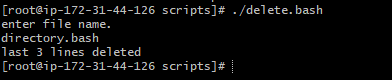 [root@ip-172-31-44-126 scripts]# ./delete.bash
enter file name.
directory.bash
last 3 lines deleted
[root@ip-172-31-44-126 scripts]#